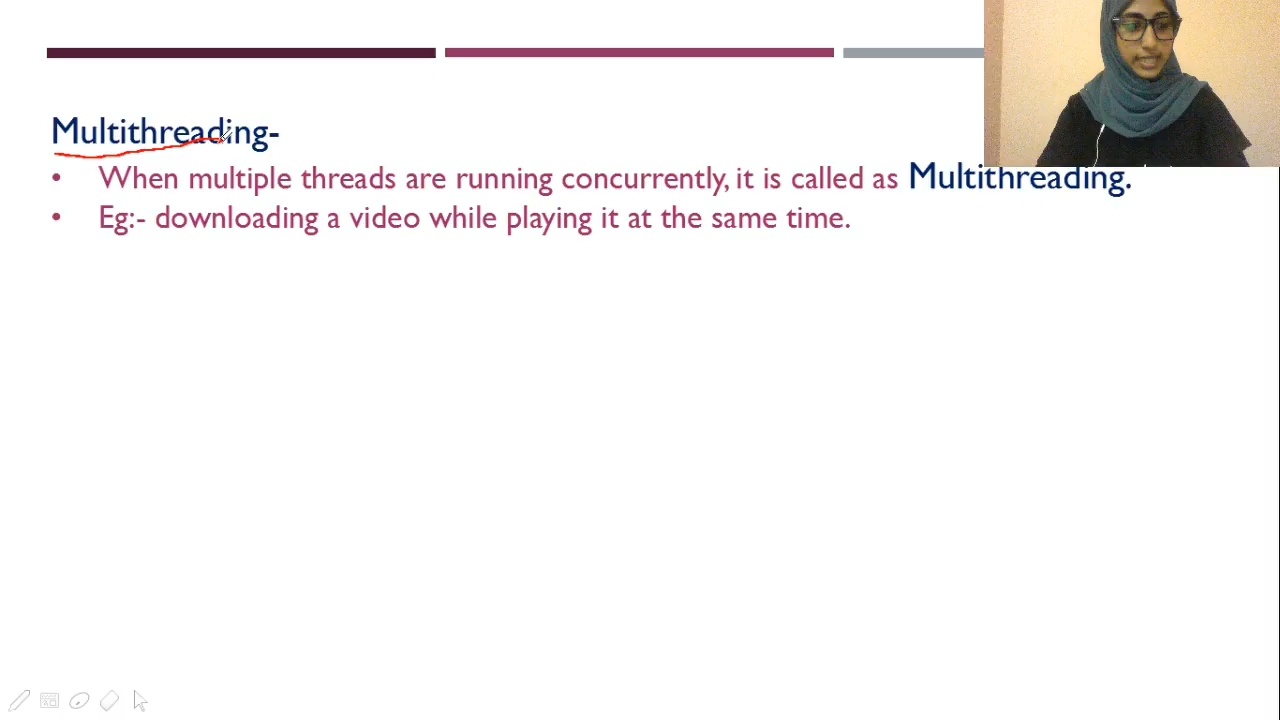 Multithreading-
• When multiple threads are running concurrently, it is called as Multithreading.
• Eg:- downloading a video while playing it at the same time.